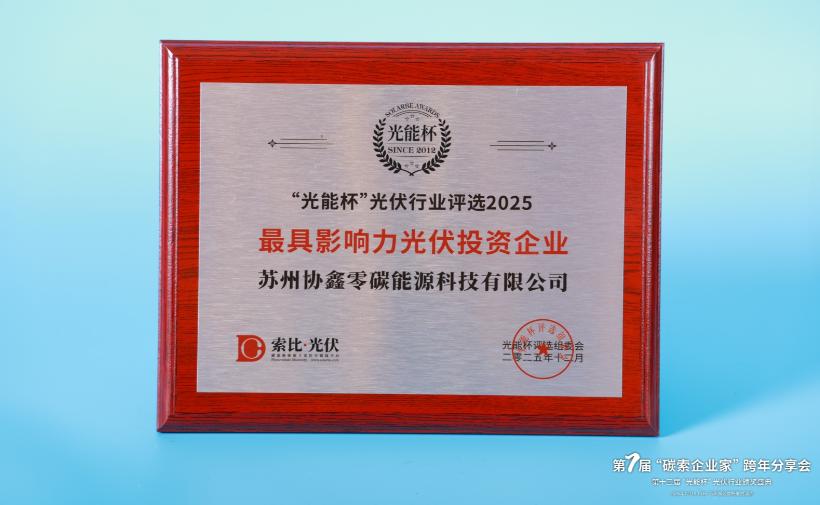 SOLARBE AWARDS
光能杯
SINCE 2012
“光能杯”光伏行业评选2025
最具影响力光伏投资企业
苏州协鑫零碳能源科技有限公司
索比·光伏
光能杯评选组委会
二零二五年十二月
第7届“碳索企业家”跨年分享会
第十三届“光能杯”光伏行业颁奖盛典